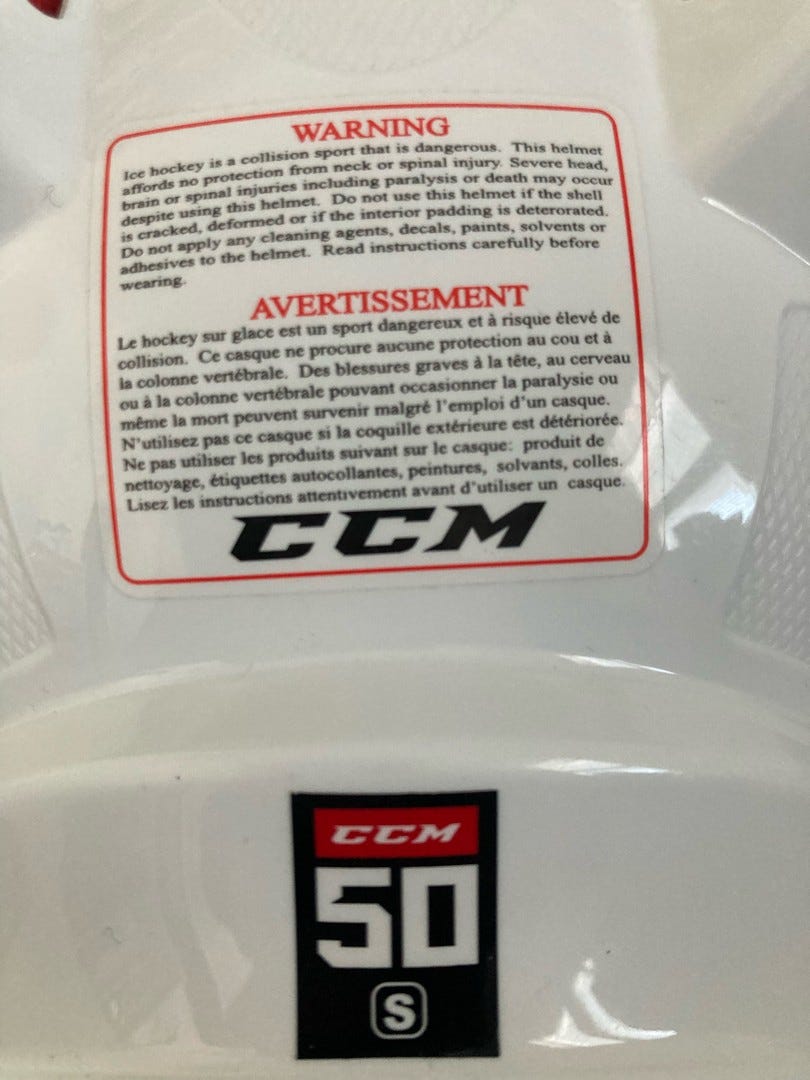 WARNING
Ice hockey is a collision sport that is dangerous. This helmet
affords no protection from neck or spinal injury. Severe head,
brain or spinal injuries including paralysis or death may occur
despite using this helmet. Do not use this helmet if the shell
is cracked, deformed or if the interior padding is deterorated.
Do not apply any cleaning agents, decals, paints, solvents or
adhesives to the helmet. Read instructions carefully before
wearing.
AVERTISSEMENT
Le hockey sur glace est un sport dangereux et à risque élevé de
collision. Ce casque ne procure aucune protection au cou et à
la colonne vertébrale. Des blessures graves à la tête, au cerveau
ou à la colonne vertébrale pouvant occasionner la paralysie ou
même la mort peuvent survenir malgré l'emploi d'un casque.
N'utilisez pas ce casque si la coquille extérieure est détériorée.
Ne pas utiliser les produits suivant sur le casque: produit de
nettoyage, étiquettes autocollantes, peintures, solvants, colles.
Lisez les instructions attentivement avant d'utiliser un casque.
CCM
CCM
50
S